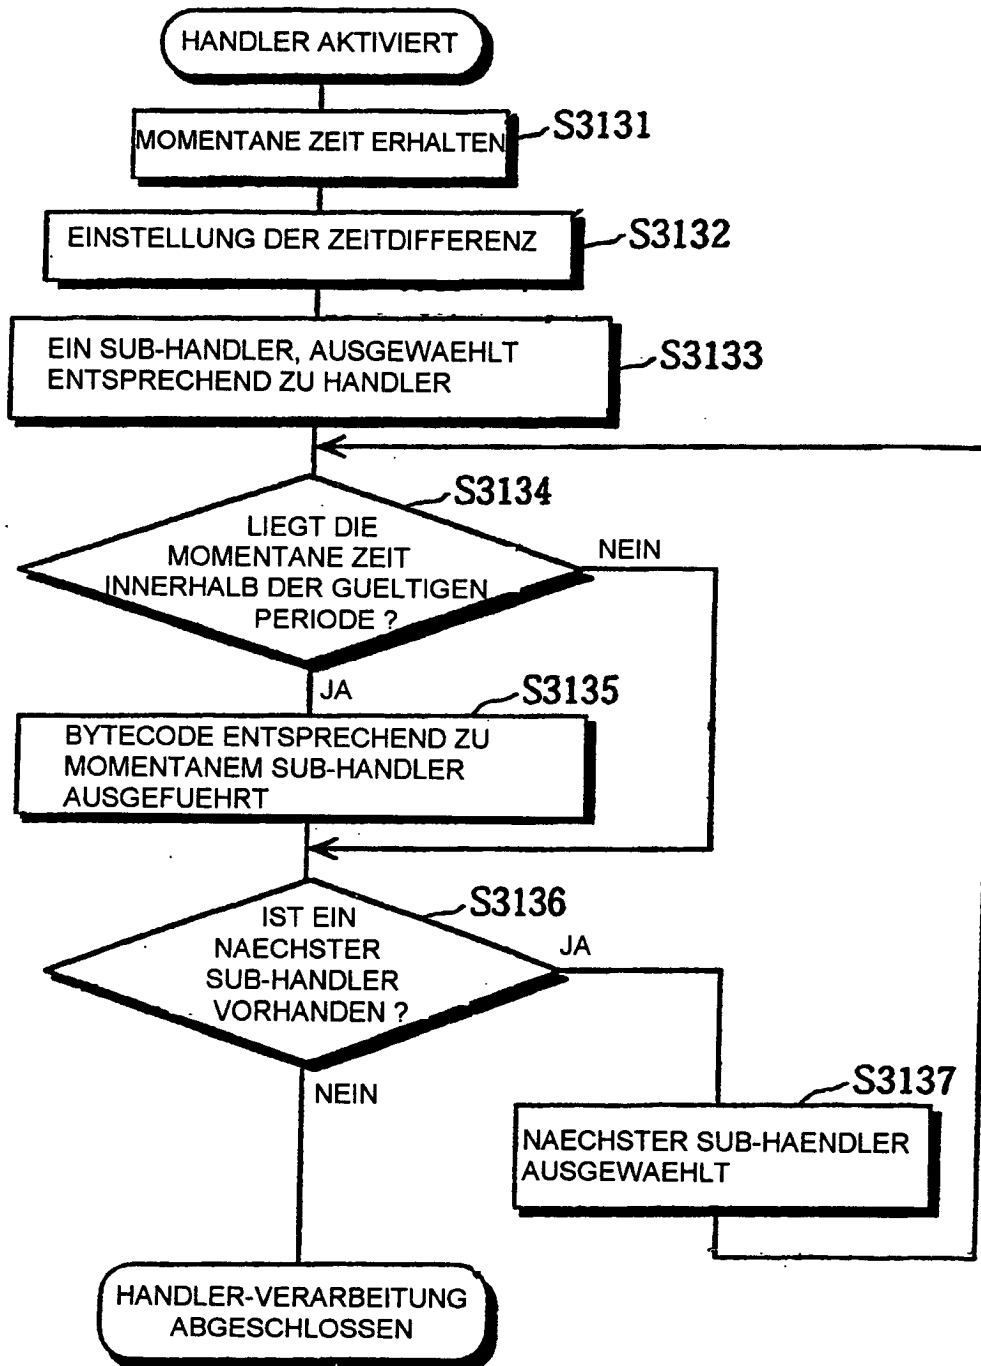 HANDLER AKTIVIERT
MOMENTANE ZEIT ERHALTEN
S3131
EINSTELLUNG DER ZEITDIFFERENZ
S3132
EIN SUB-HANDLER, AUSGEWAEHLT
ENTSPRECHEND ZU HANDLER
S3133
S3134
LIEGT DIE
MOMENTANE ZEIT
INNERHALB DER GUELTIGEN
PERIODE ?
NEIN
JA
S3135
BYTECODE ENTSPRECHEND ZU
MOMENTANEM SUB-HANDLER
AUSGEFUEHRT
S3136
IST EIN
NAECHSTER
SUB-HANDLER
VORHANDEN ?
JA
NEIN
S3137
NAECHSTER SUB-HAENDLER
AUSGEWAEHLT
HANDLER-VERARBEITUNG
ABGESCHLOSSEN